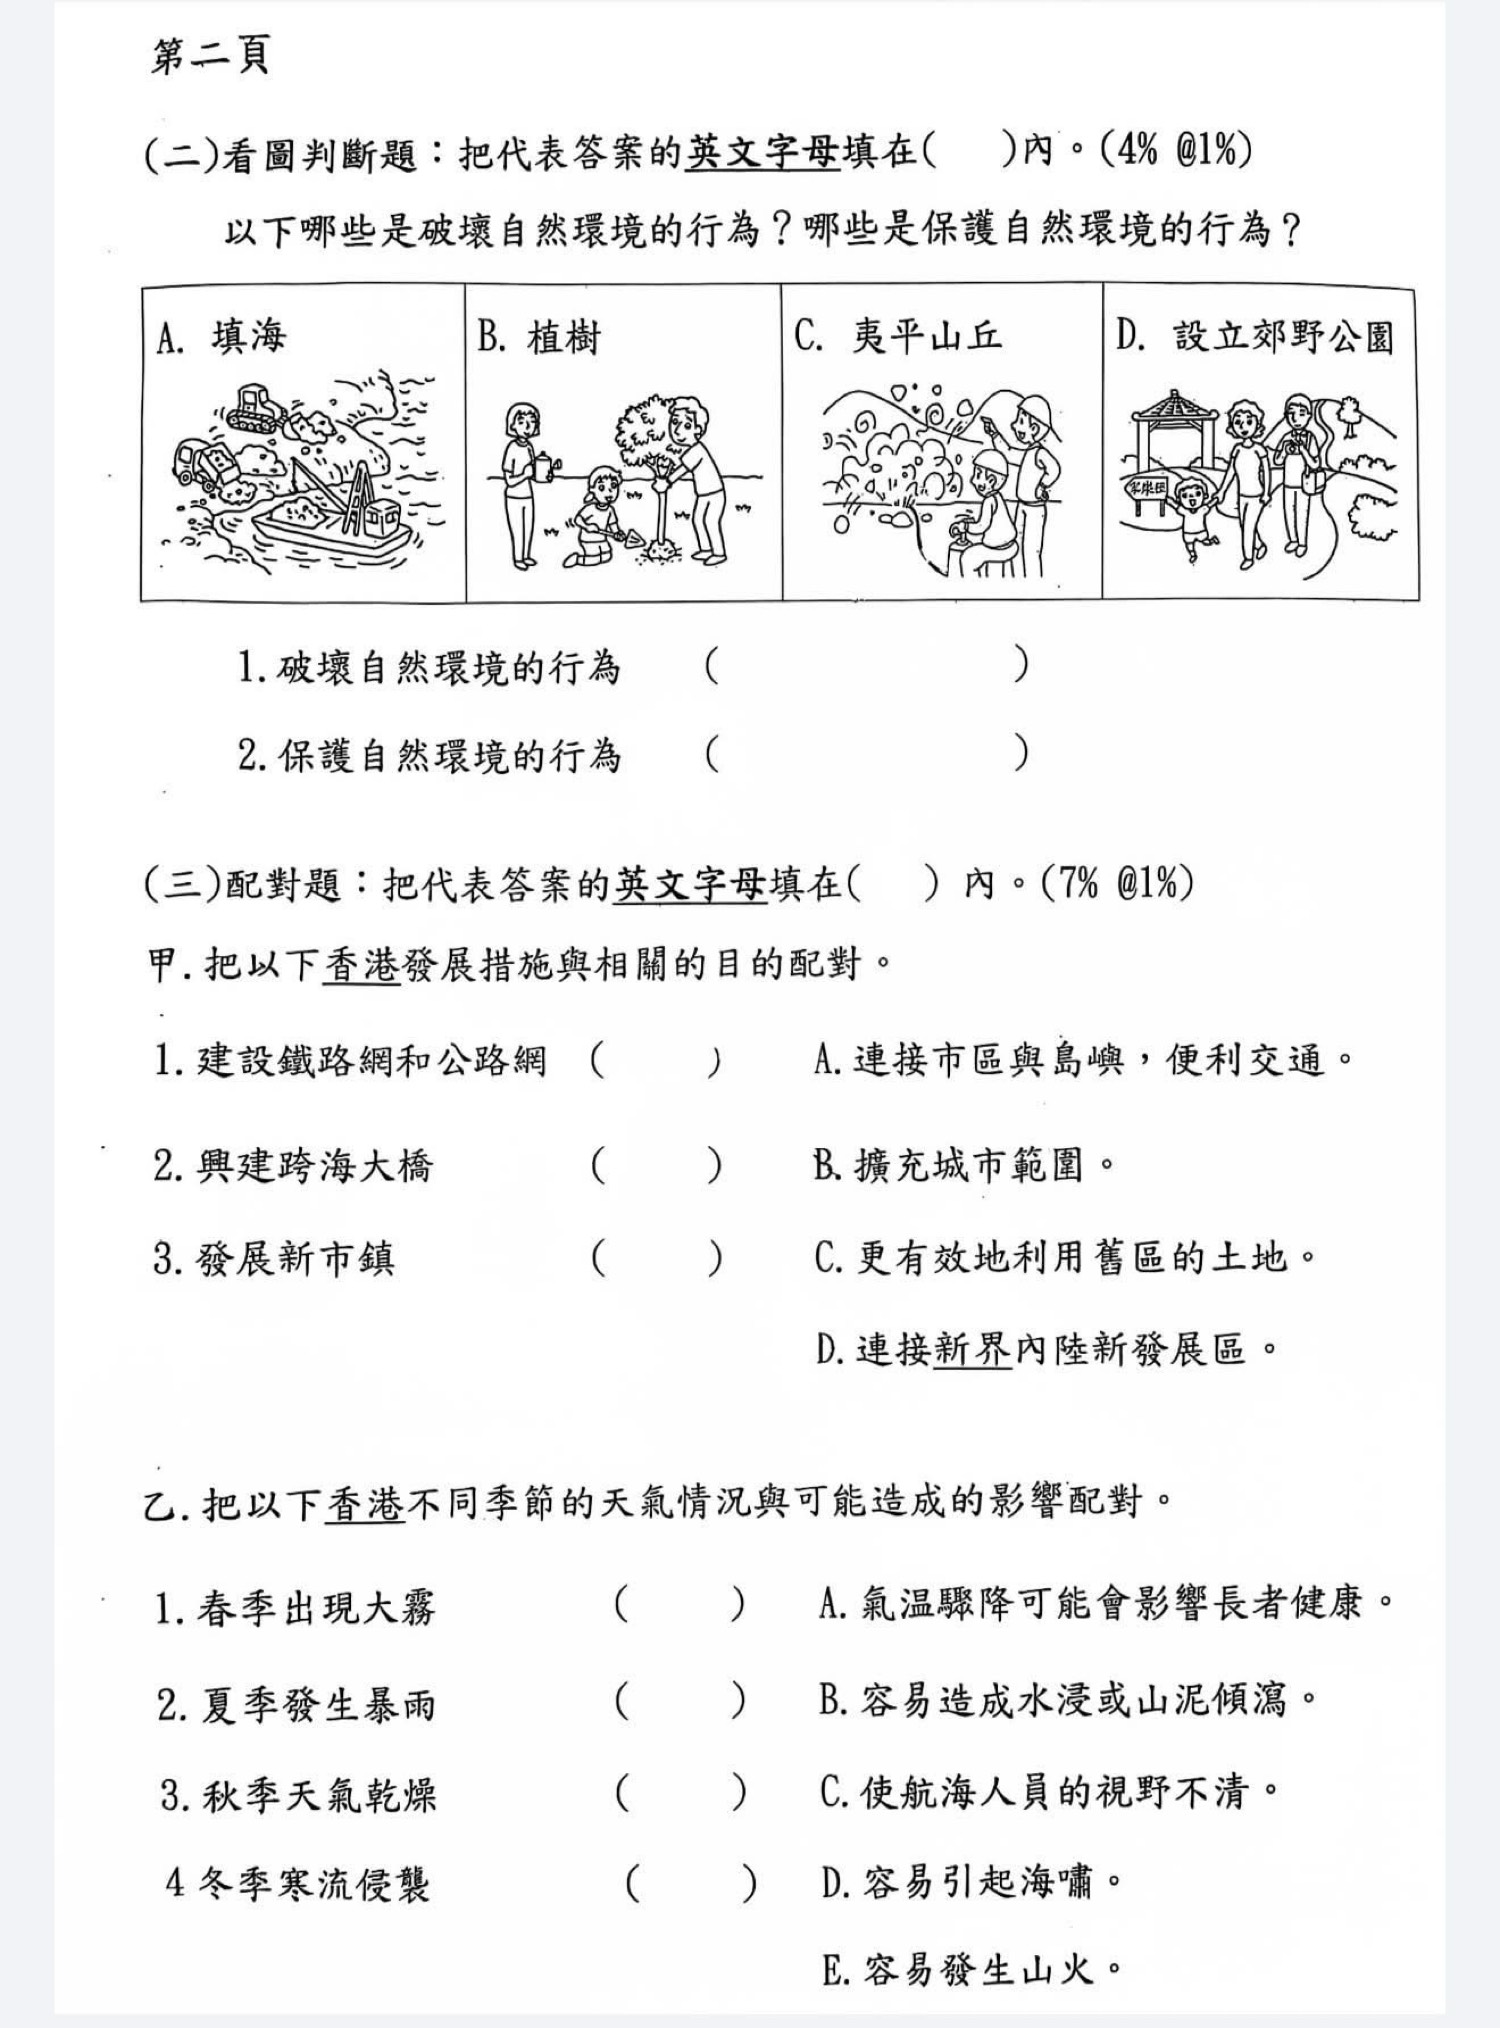 第二頁
(二)看圖判斷題：把代表答案的英文字母填在(　　)內。(4% @1%)
以下哪些是破壞自然環境的行為？哪些是保護自然環境的行為？
A. 填海
B. 植樹
C. 夷平山丘
D. 設立郊野公園
1.破壞自然環境的行為　(　　　　)
2.保護自然環境的行為　(　　　　)
(三)配對題：把代表答案的英文字母填在(　　)內。(7% @1%)
甲.把以下香港發展措施與相關的目的配對。
1.建設鐵路網和公路網　(　　)　A.連接市區與島嶼，便利交通。
2.興建跨海大橋　(　　)　B.擴充城市範圍。
3.發展新市鎮　(　　)　C.更有效地利用舊區的土地。
D.連接新界內陸新發展區。
乙.把以下香港不同季節的天氣情況與可能造成的影響配對。
1.春季出現大霧　(　　)　A.氣温驟降可能會影響長者健康。
2.夏季發生暴雨　(　　)　B.容易造成水浸或山泥傾瀉。
3.秋季天氣乾燥　(　　)　C.使航海人員的視野不清。
4 冬季寒流侵襲　(　　)　D.容易引起海嘯。
E.容易發生山火。